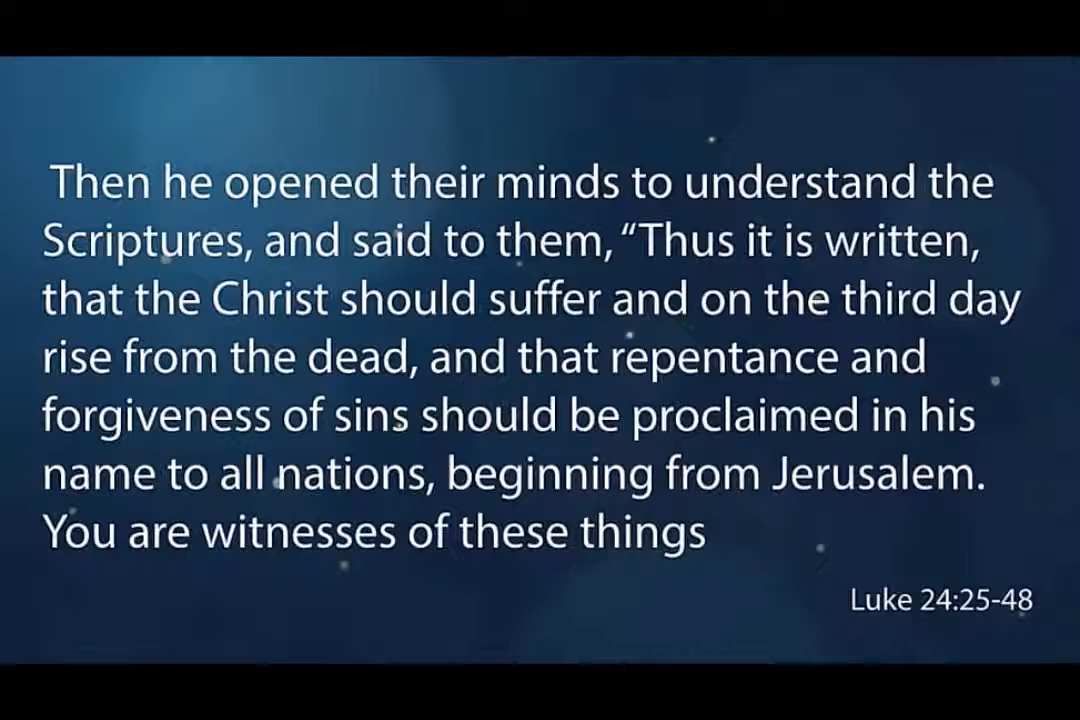 Then he opened their minds to understand the
Scriptures, and said to them, “Thus it is written,
that the Christ should suffer and on the third day
rise from the dead, and that repentance and
forgiveness of sins should be proclaimed in his
name to all nations, beginning from Jerusalem.
You are witnesses of these things
Luke 24:25-48